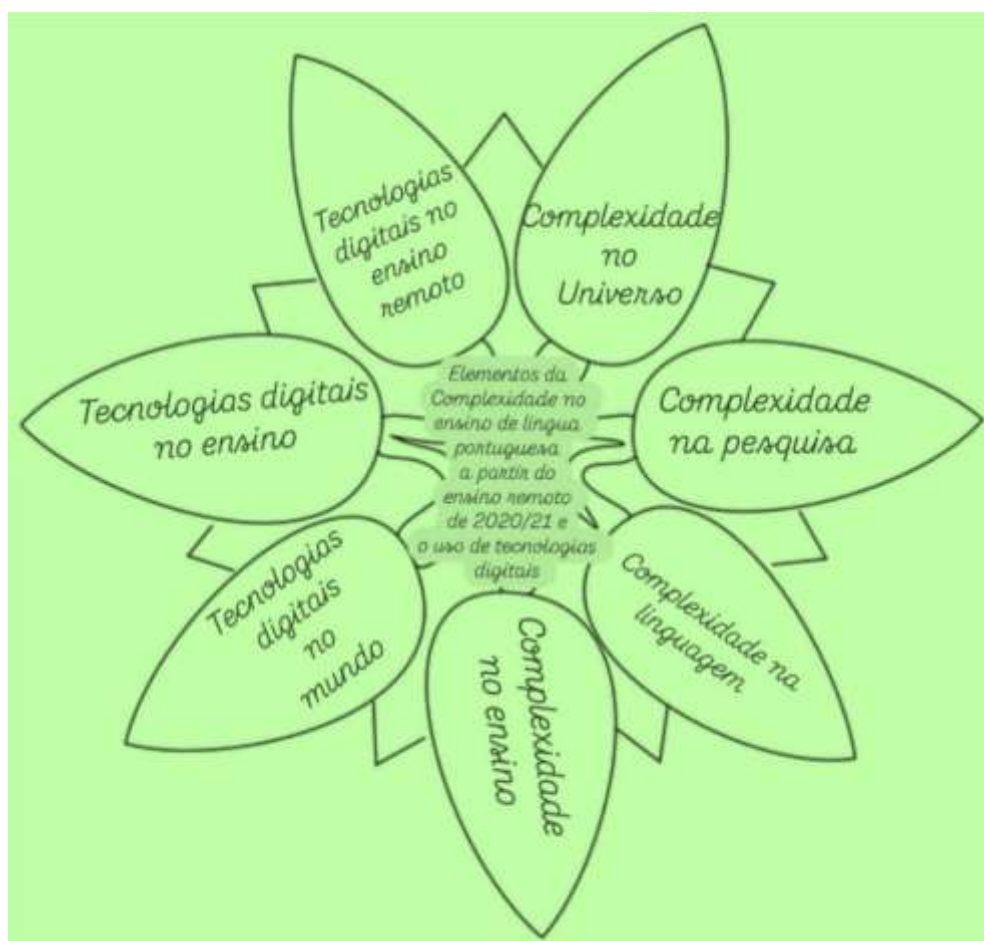 Tecnologias
digitais no
ensino
remoto
Complexidade
no
Universo
Tecnologias digitais
no ensino
Elementos da
Complexidade no
ensino de língua
portuguesa
a partir do
ensino remoto
de 2020/21 e
o uso de tecnologias
digitais
Complexidade
na pesquisa
Tecnologias
digitais
no
mundo
Complexidade
no ensino
Complexidade na
linguagem